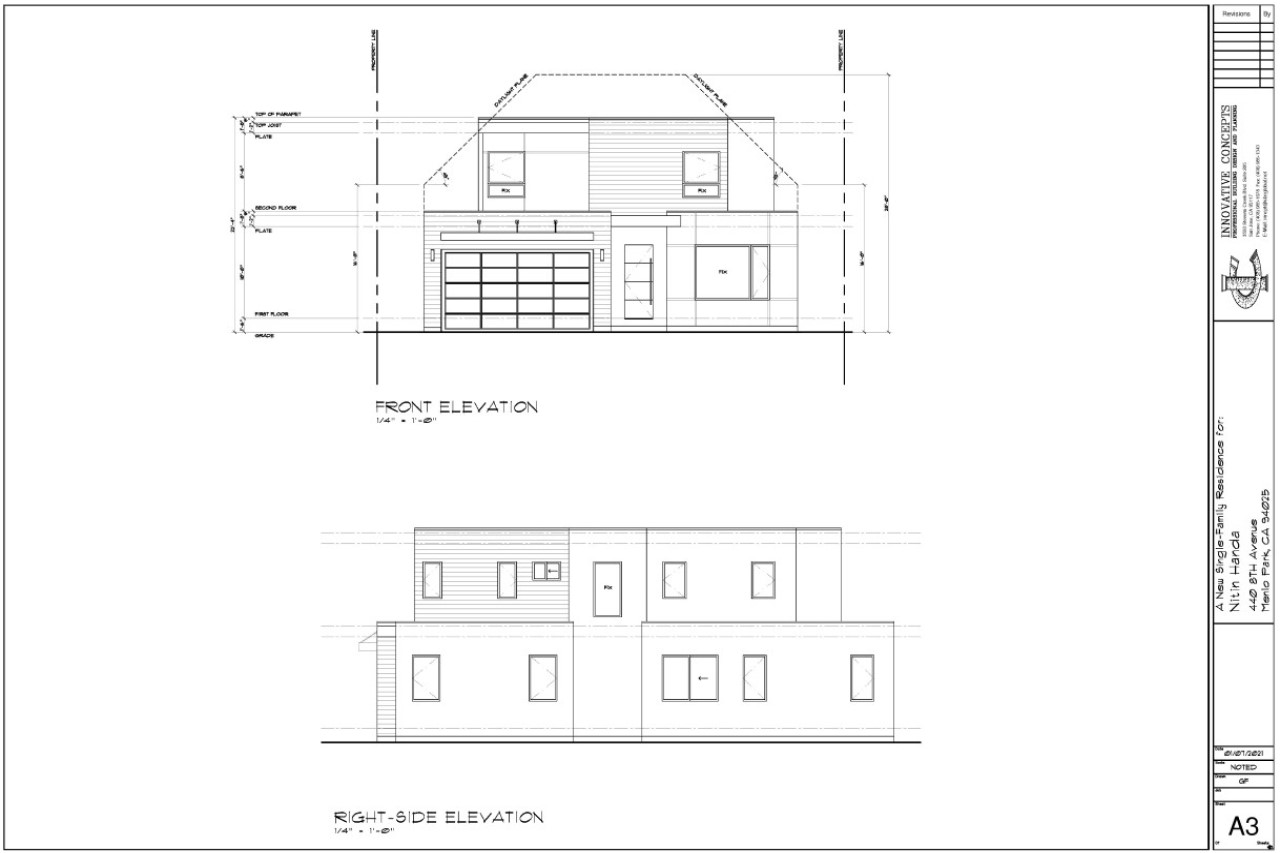 PROPERTY LINE
PROPERTY LINE
DAYLIGHT PLANE
DAYLIGHT PLANE
TOP OF PARAPET
TOP JOIST
PLATE
SECOND FLOOR
PLATE
FIRST FLOOR
GRADE
FIX
FIX
FIX
FRONT ELEVATION
1/4" = 1'-0"
FIX
RIGHT-SIDE ELEVATION
1/4" = 1'-0"
Revisions By
INNOVATIVE CONCEPTS
PROFESSIONAL BUILDING DESIGN AND PLANNING
A New Single-Family Residence for:
Nitin Handa
440 8TH Avenue
Menlo Park, CA 94025
Date
01/07/2021
Scale
NOTED
Drawn
GF
Job
Sheet
A3
Of Sheets